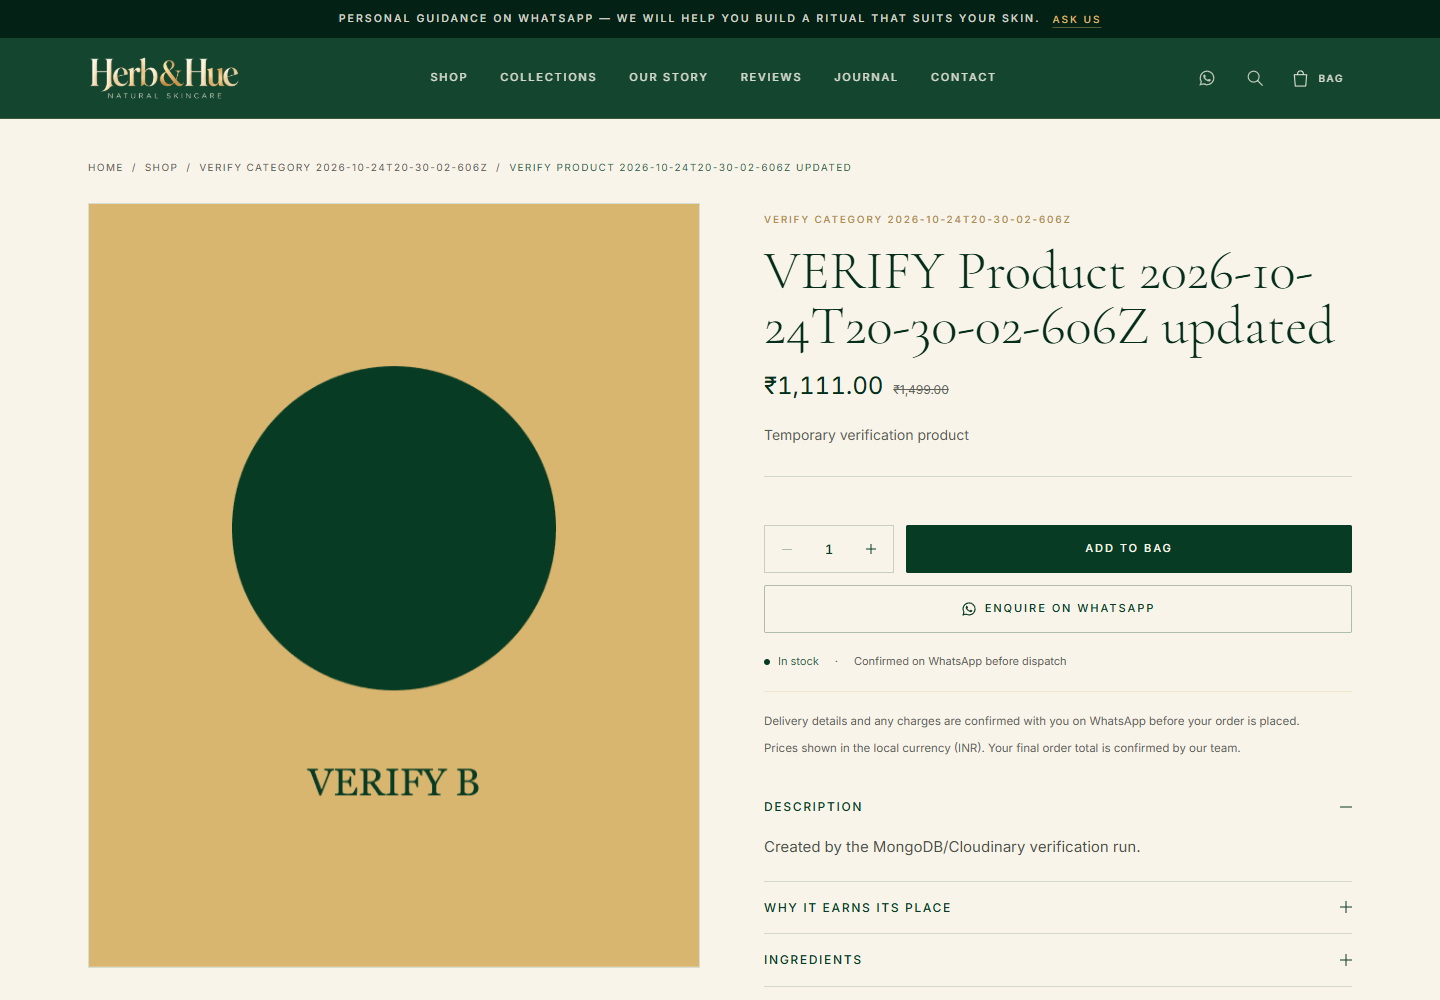 PERSONAL GUIDANCE ON WHATSAPP — WE WILL HELP YOU BUILD A RITUAL THAT SUITS YOUR SKIN. ASK US
Herb&Hue
NATURAL SKINCARE
SHOP COLLECTIONS OUR STORY REVIEWS JOURNAL CONTACT
BAG
HOME / SHOP / VERIFY CATEGORY 2026-10-24T20-30-02-606Z / VERIFY PRODUCT 2026-10-24T20-30-02-606Z UPDATED
VERIFY B
VERIFY CATEGORY 2026-10-24T20-30-02-606Z
VERIFY Product 2026-10-
24T20-30-02-606Z updated
₹1,111.00 ₹1,499.00
Temporary verification product
1
ADD TO BAG
ENQUIRE ON WHATSAPP
In stock · Confirmed on WhatsApp before dispatch
Delivery details and any charges are confirmed with you on WhatsApp before your order is placed.
Prices shown in the local currency (INR). Your final order total is confirmed by our team.
DESCRIPTION
Created by the MongoDB/Cloudinary verification run.
WHY IT EARNS ITS PLACE
INGREDIENTS